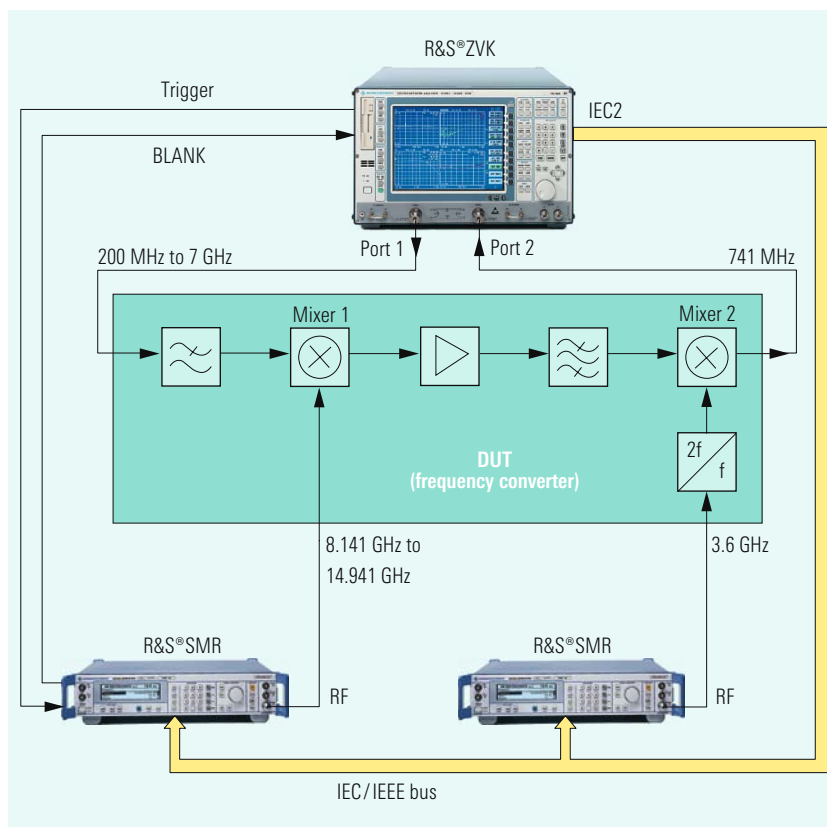 R&S®ZVK
Trigger
IEC2
BLANK
Port 1
Port 2
200 MHz to 7 GHz
741 MHz
Mixer 1
Mixer 2
DUT
(frequency converter)
2f
f
8.141 GHz to
14.941 GHz
3.6 GHz
R&S®SMR
R&S®SMR
RF
RF
IEC/IEEE bus